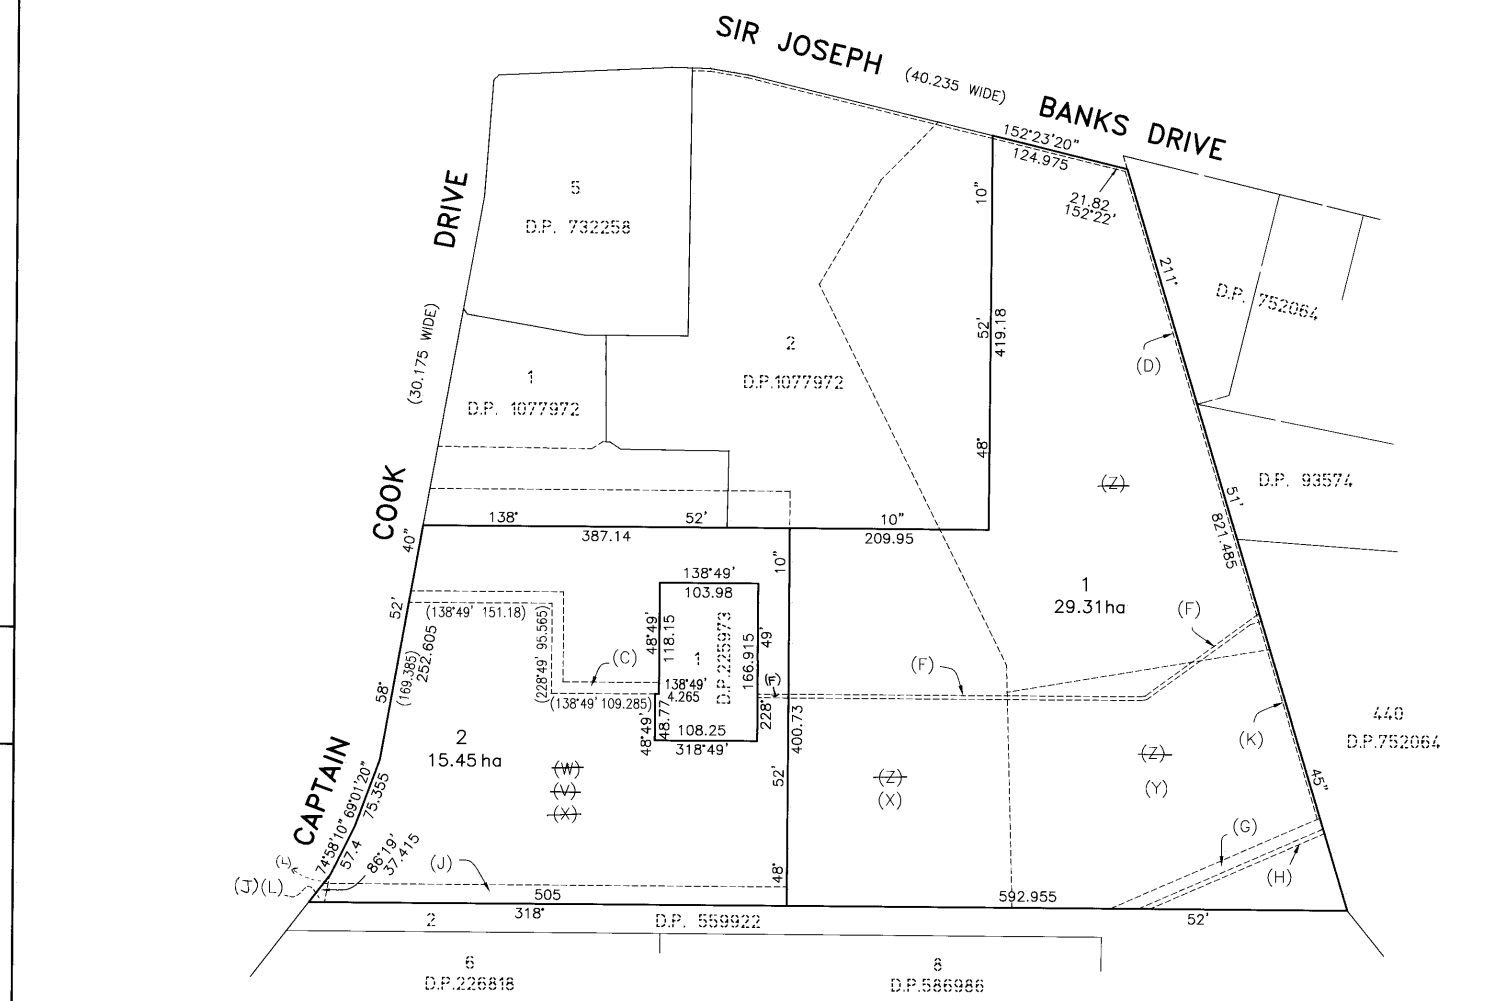 SIR JOSEPH (40.235 WIDE) BANKS DRIVE
152°23'20"
124.975
21.82
152°22'
DRIVE
(30.175 WIDE)
COOK
CAPTAIN
5
D.P. 732258
1
D.P. 1077972
2
D.P.1077972
10"
52'
419.18
48°
211°
51'
821.485
45"
D.P. 752064
(D)
D.P. 93574
(Z)
138° 52' 10"
387.14
209.95
40"
52'
58°
252.605
(169.385)
(138°49' 151.18)
(228°49' 95.565)
(C)
(138°49' 109.285)
138°49'
103.98
48°49'
118.15
1
D.P.225973
138°49'
4.265
48°49'
48.77
108.25
318°49'
49'
166.915
228°
10"
(F)
400.73
52'
48°
1
29.31ha
(F)
(F)
(K)
440
D.P.752064
2
15.45ha
(W)
(V)
(X)
(Z)
(X)
(Z)
(Y)
(G)
(H)
69°01'20"
75.355
74°58'10"
57.4
86°19'
37.415
(L)
(J)(L)
(J)
505
592.955
318°
52'
2 D.P. 559922
6
D.P.226818
8
D.P.586986